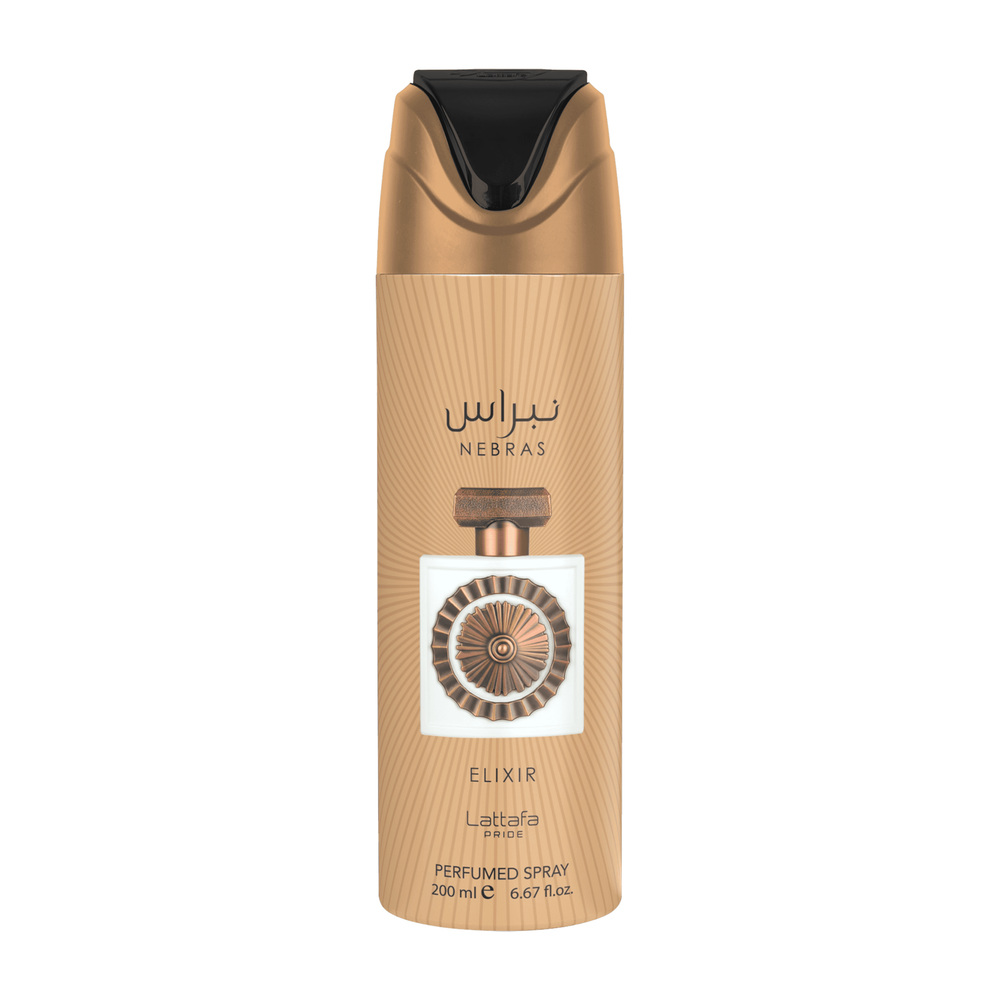 نبراس
NEBRAS
ELIXIR
Lattafa
PRIDE
PERFUMED SPRAY
200 ml e 6.67 fl.oz.